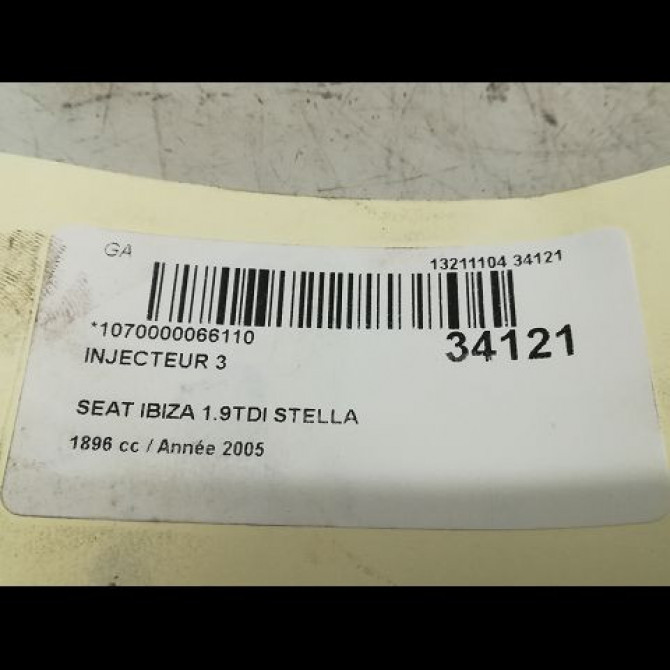 GA
13211104 34121
*1070000066110
34121
INJECTEUR 3
SEAT IBIZA 1.9TDI STELLA
1896 cc / Année 2005